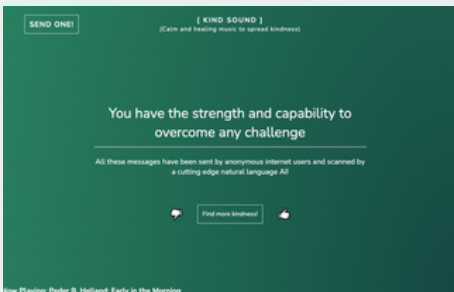 SEND ONE!
[ KIND SOUND ]
(Calm and healing music to spread kindness)
You have the strength and capability to
overcome any challenge
All these messages have been sent by anonymous internet users and scanned by
a cutting edge natural language AI!
Find more kindness!
Now Playing: Peder B. Helland: Early in the Morning